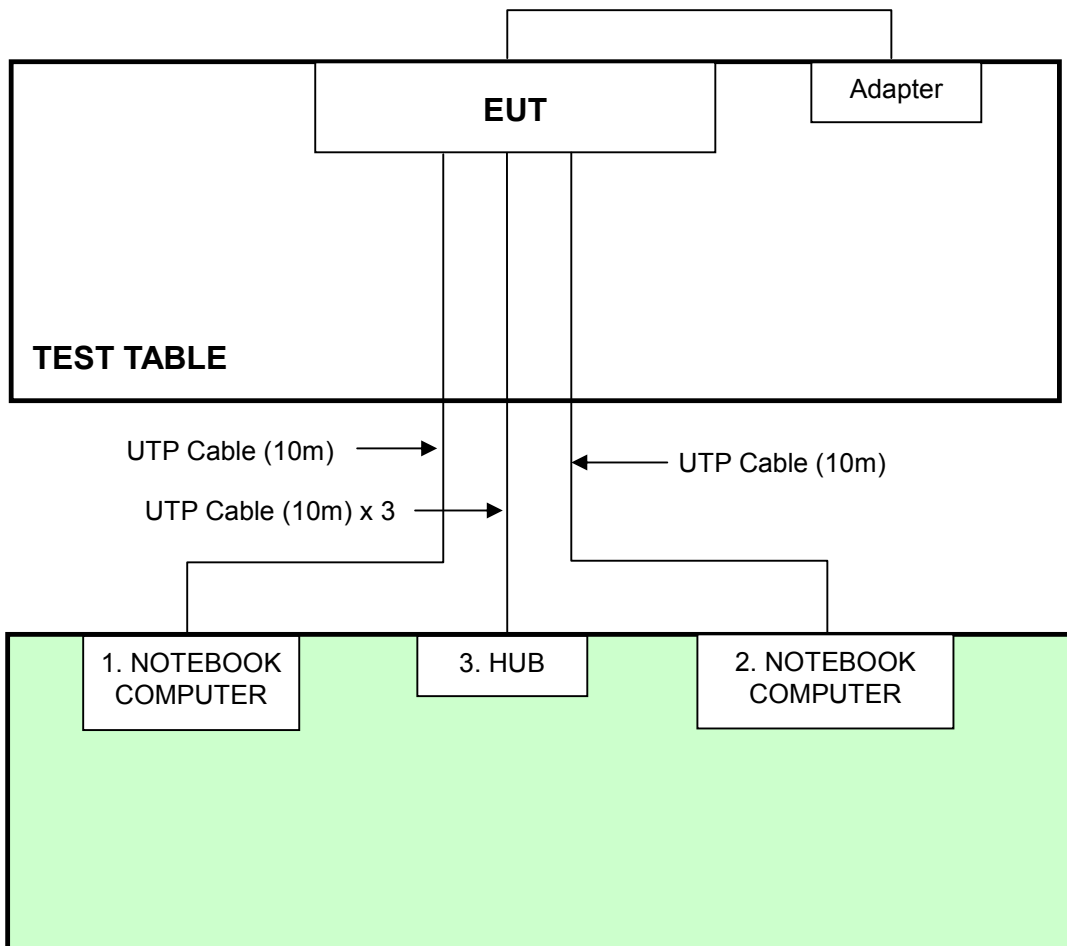 EUT
Adapter
TEST TABLE
UTP Cable (10m)
UTP Cable (10m)
UTP Cable (10m) x 3
1. NOTEBOOK
COMPUTER
3. HUB
2. NOTEBOOK
COMPUTER